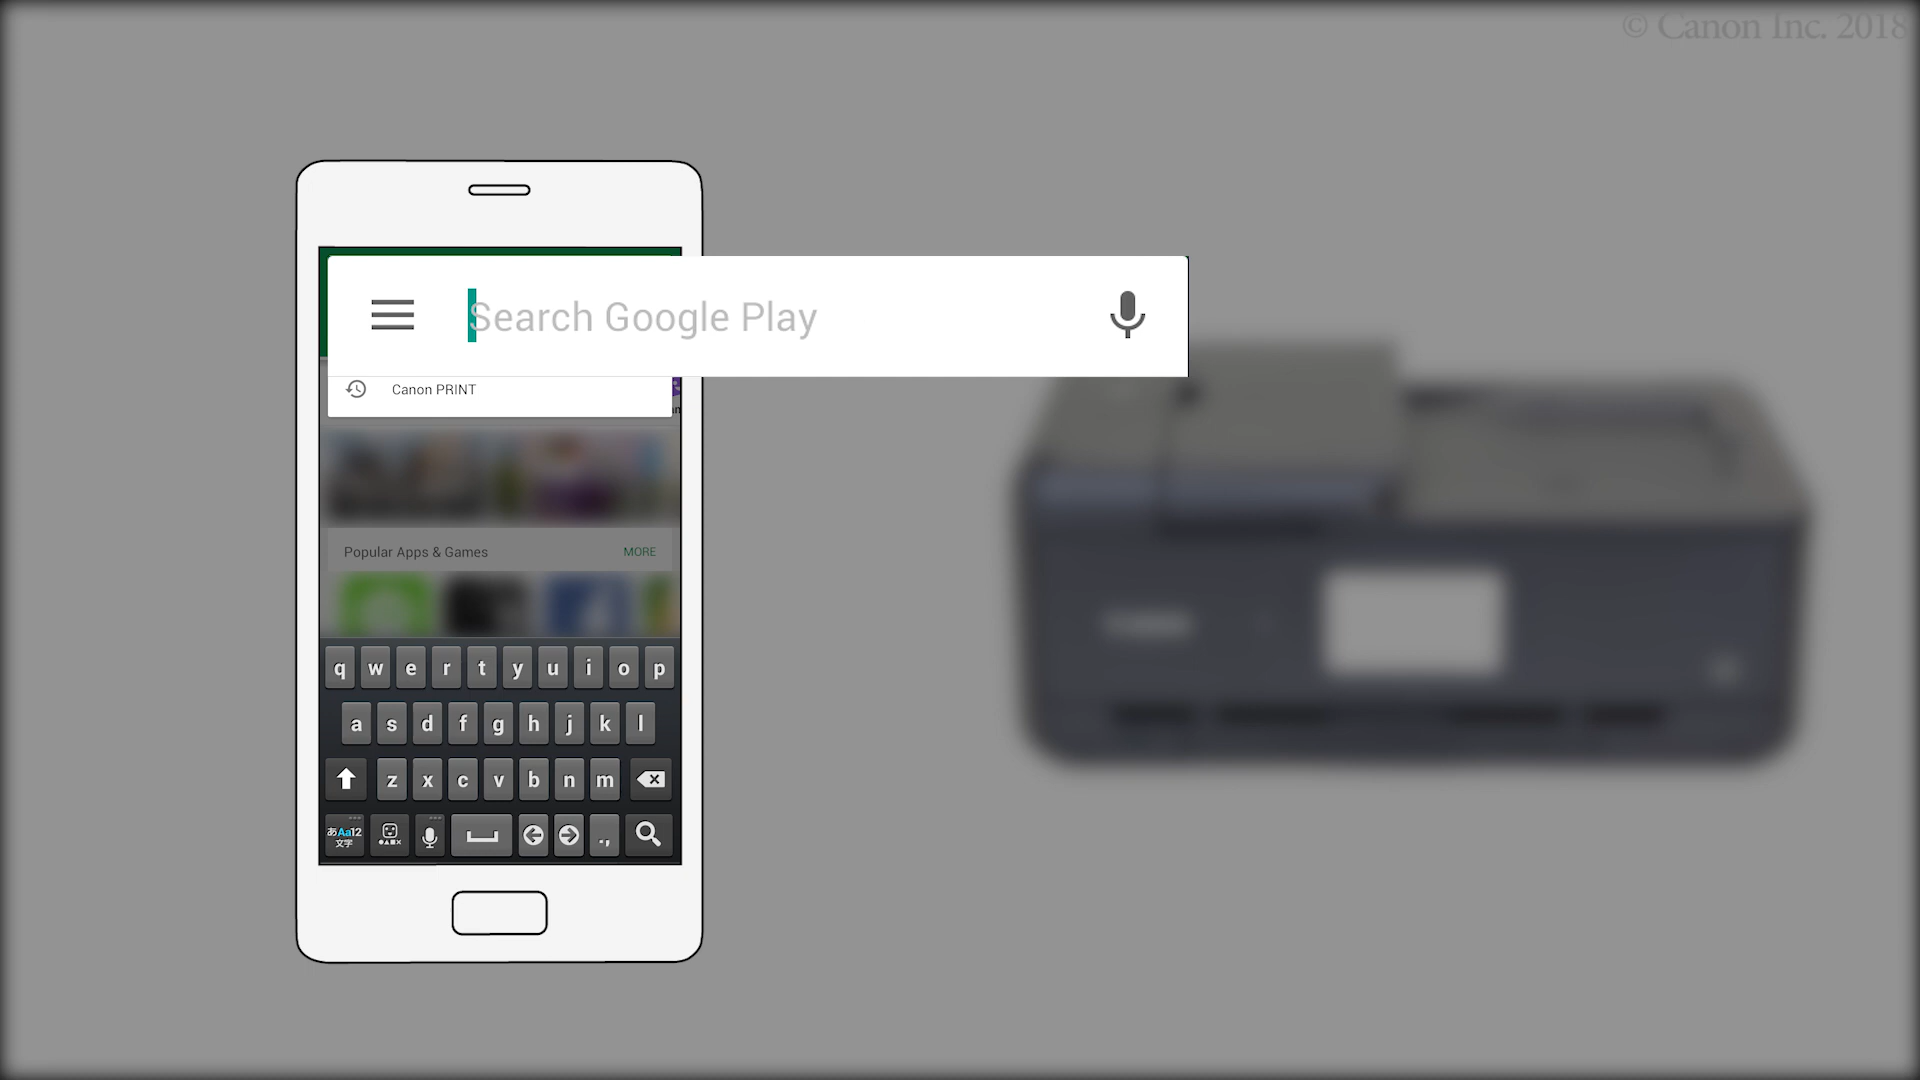 © Canon Inc. 2018
Search Google Play
Canon PRINT
Popular Apps & Games MORE
q w e r t y u i o p
a s d f g h j k l
z x c v b n m
あAa12
文字
.,